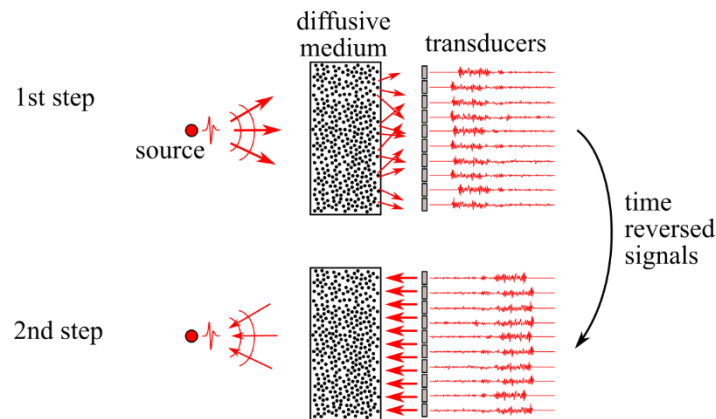 diffusive
medium
transducers
1st step
source
time
reversed
signals
2nd step